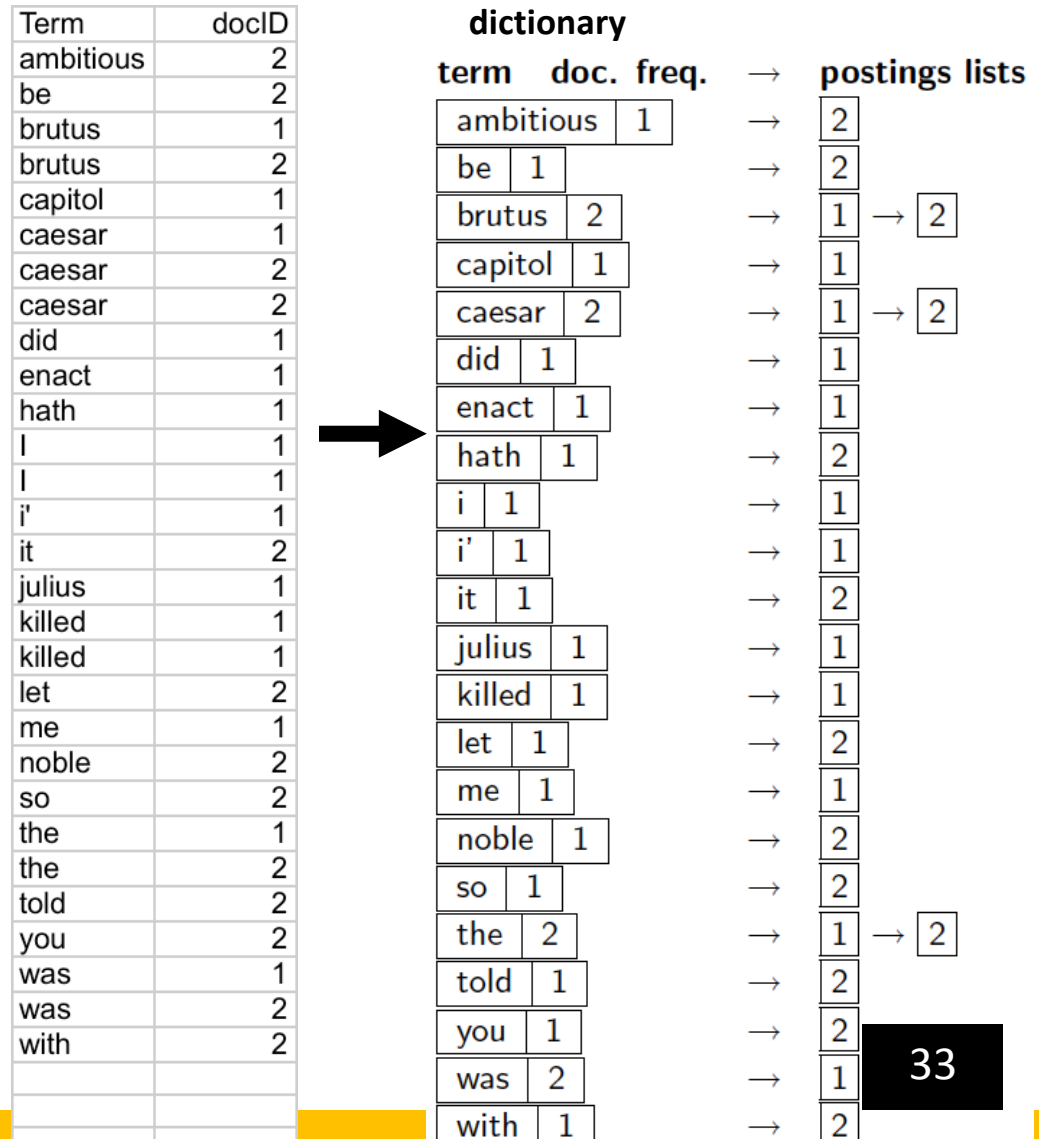 Term docID
ambitious 2
be 2
brutus 1
brutus 2
capitol 1
caesar 1
caesar 2
caesar 2
did 1
enact 1
hath 1
I 1
I 1
i' 1
it 2
julius 1
killed 1
killed 1
let 2
me 1
noble 2
so 2
the 1
the 2
told 2
you 2
was 1
was 2
with 2
dictionary
term doc. freq. → postings lists
ambitious 1 → 2
be 1 → 2
brutus 2 → 1 → 2
capitol 1 → 1
caesar 2 → 1 → 2
did 1 → 1
enact 1 → 1
hath 1 → 2
i 1 → 1
i' 1 → 1
it 1 → 2
julius 1 → 1
killed 1 → 1
let 1 → 2
me 1 → 1
noble 1 → 2
so 1 → 2
the 2 → 1 → 2
told 1 → 2
you 1 → 2
was 2 → 1
with 1 → 2
33